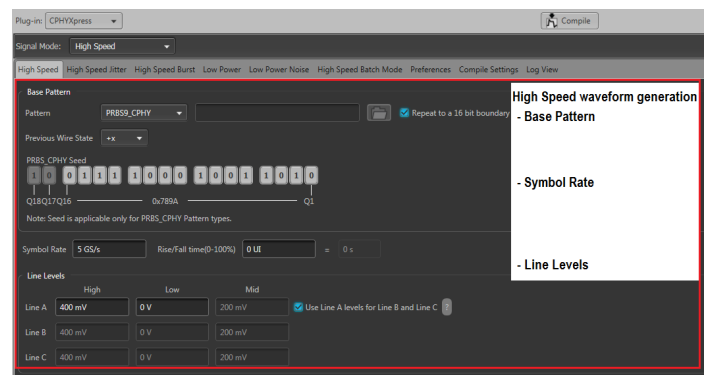 Plug-in: CPHYXpress Compile
Signal Mode: High Speed
High Speed High Speed Jitter High Speed Burst Low Power Low Power Noise High Speed Batch Mode Preferences Compile Settings Log View
Base Pattern
Pattern PRBS9_CPHY Repeat to a 16 bit boundary
Previous Wire State +x
PRBS_CPHY Seed
1 0 0 1 1 1 1 0 0 0 1 0 0 1 1 0 1 0
Q18 Q17 Q16 0x789A Q1
Note: Seed is applicable only for PRBS_CPHY Pattern types.
Symbol Rate 5 GS/s Rise/Fall time(0-100%) 0 UI = 0 s
Line Levels
High Low Mid
Line A 400 mV 0 V 200 mV Use Line A levels for Line B and Line C
Line B 400 mV 0 V 200 mV
Line C 400 mV 0 V 200 mV
High Speed waveform generation
- Base Pattern
- Symbol Rate
- Line Levels